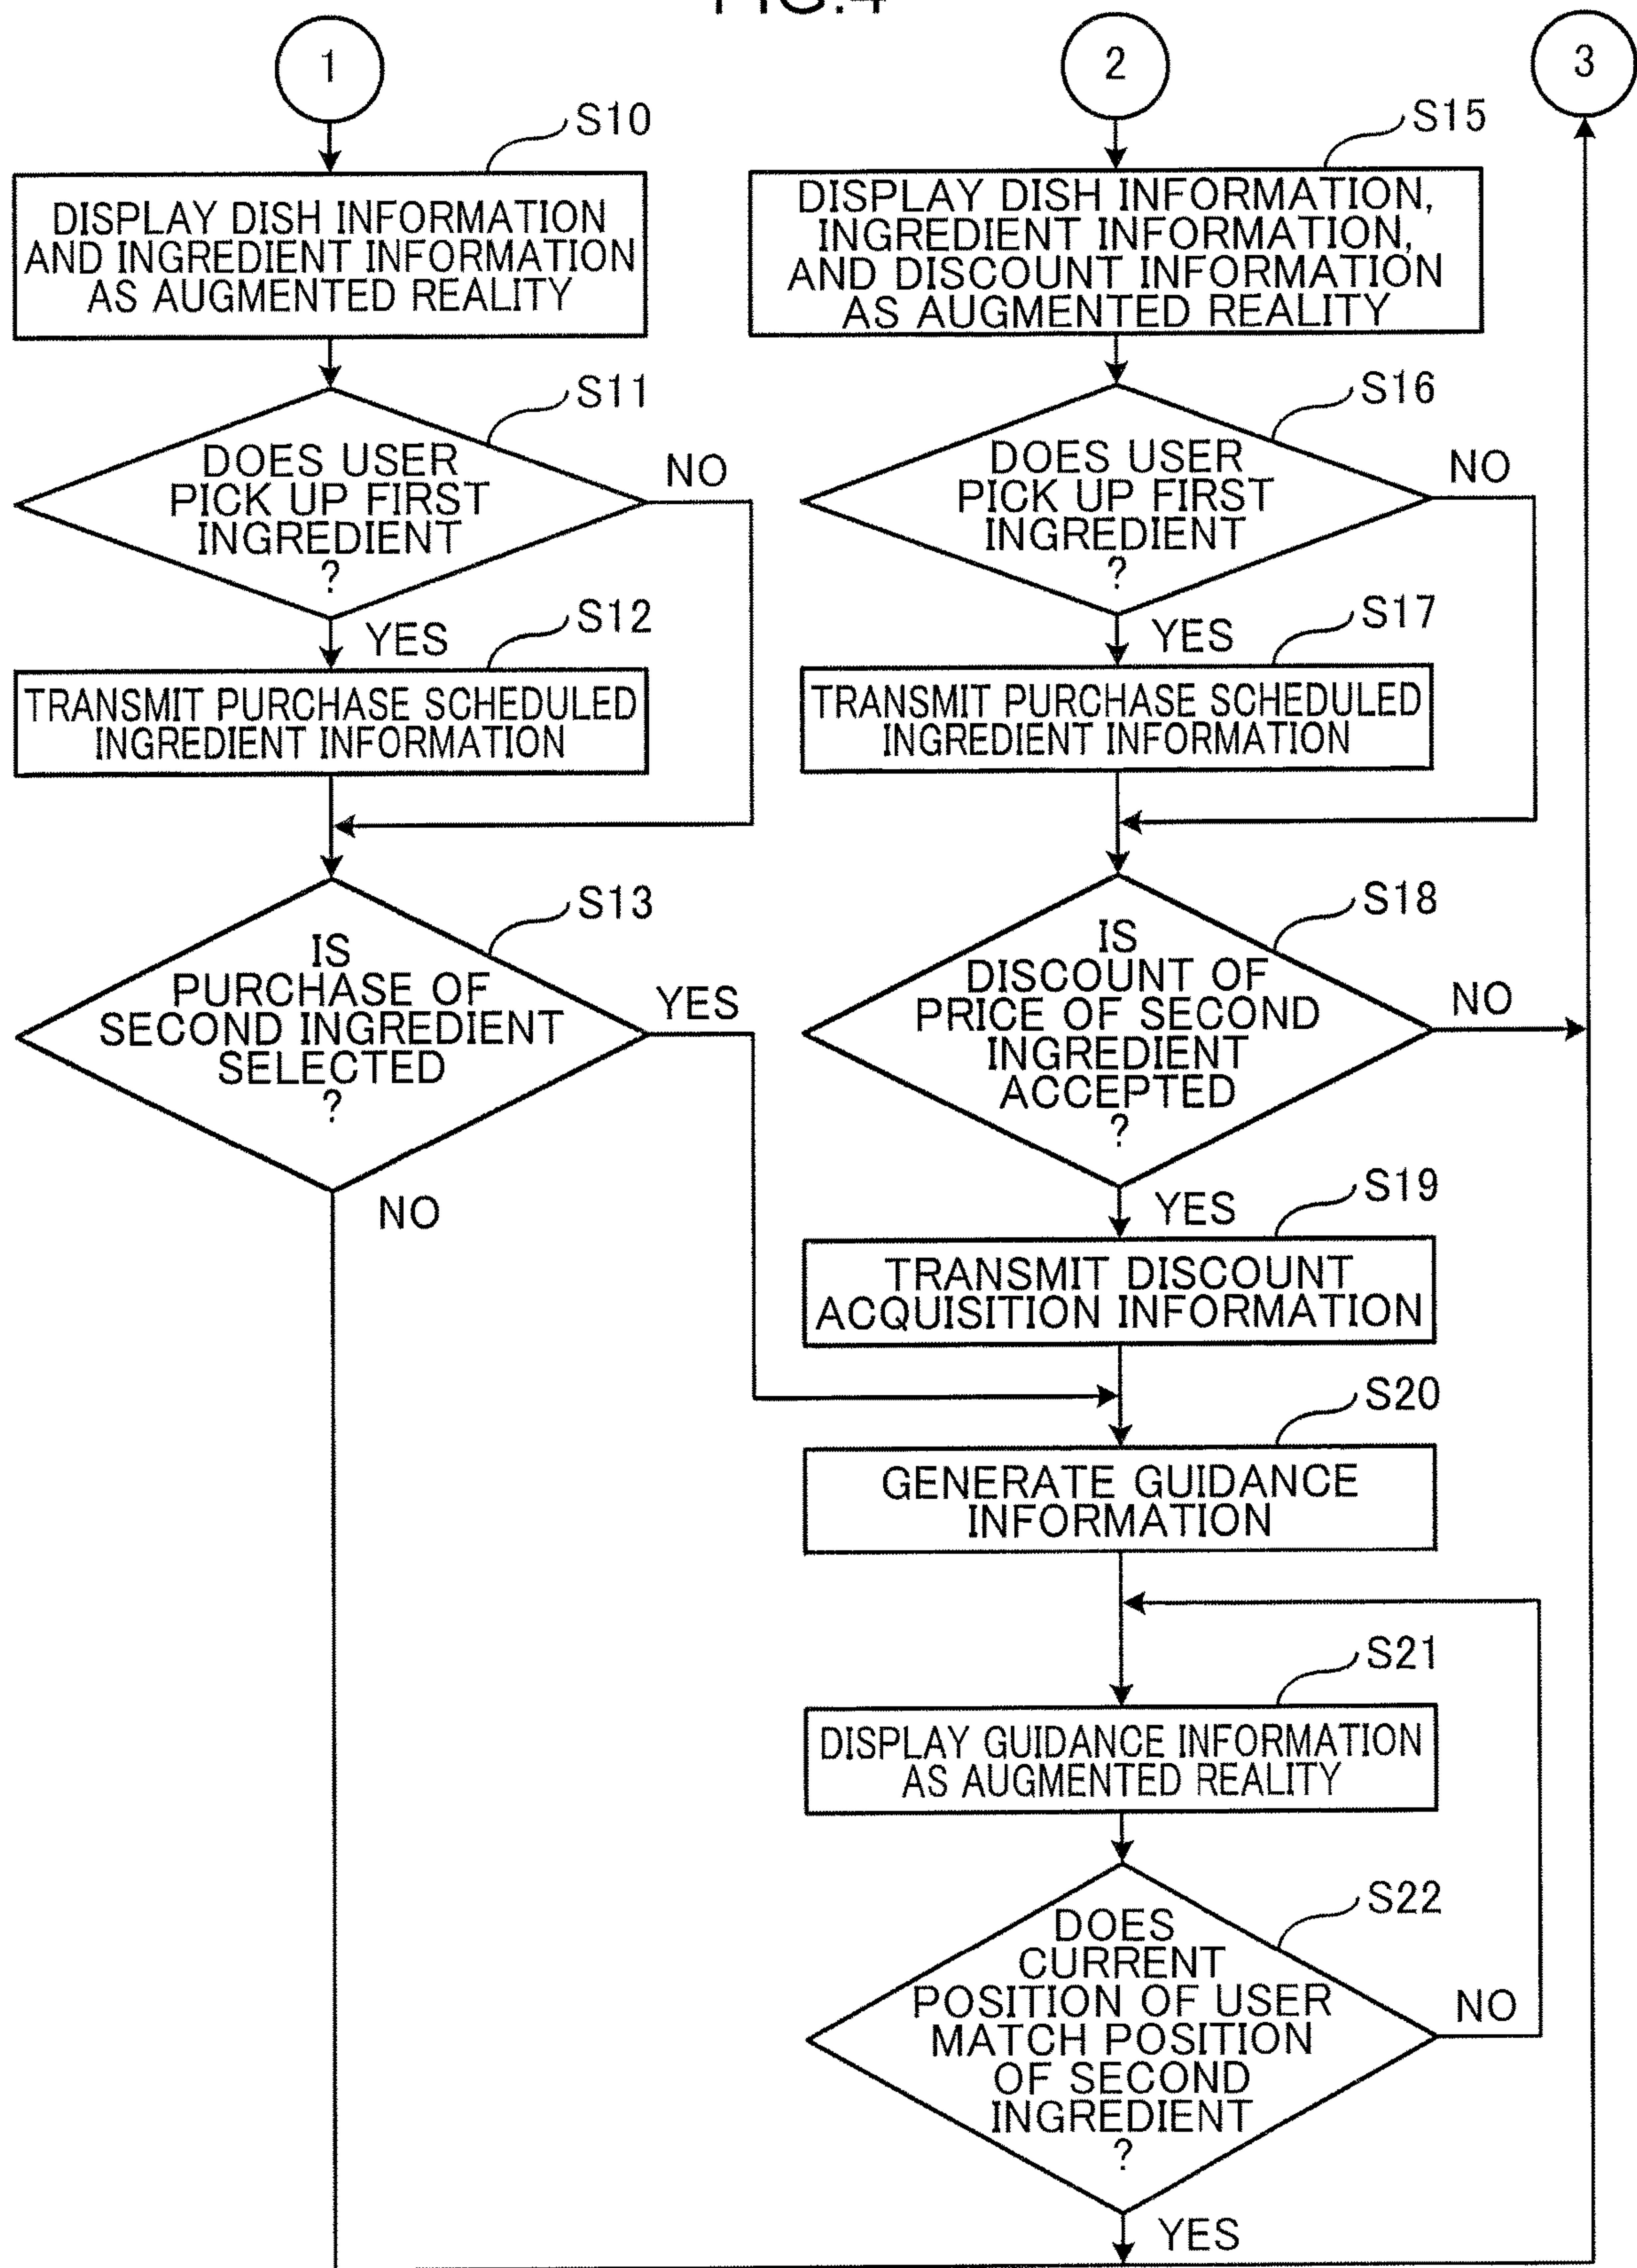 FIG.4
1
S10
DISPLAY DISH INFORMATION
AND INGREDIENT INFORMATION
AS AUGMENTED REALITY
S11
DOES USER
PICK UP FIRST
INGREDIENT
?
NO
YES
S12
TRANSMIT PURCHASE SCHEDULED
INGREDIENT INFORMATION
S13
IS
PURCHASE OF
SECOND INGREDIENT
SELECTED
?
YES
NO
2
S15
DISPLAY DISH INFORMATION,
INGREDIENT INFORMATION,
AND DISCOUNT INFORMATION
AS AUGMENTED REALITY
S16
DOES USER
PICK UP FIRST
INGREDIENT
?
NO
YES
S17
TRANSMIT PURCHASE SCHEDULED
INGREDIENT INFORMATION
S18
IS
DISCOUNT OF
PRICE OF SECOND
INGREDIENT
ACCEPTED
?
NO
YES
S19
TRANSMIT DISCOUNT
ACQUISITION INFORMATION
S20
GENERATE GUIDANCE
INFORMATION
S21
DISPLAY GUIDANCE INFORMATION
AS AUGMENTED REALITY
S22
DOES
CURRENT
POSITION OF USER
MATCH POSITION
OF SECOND
INGREDIENT
?
NO
YES
3